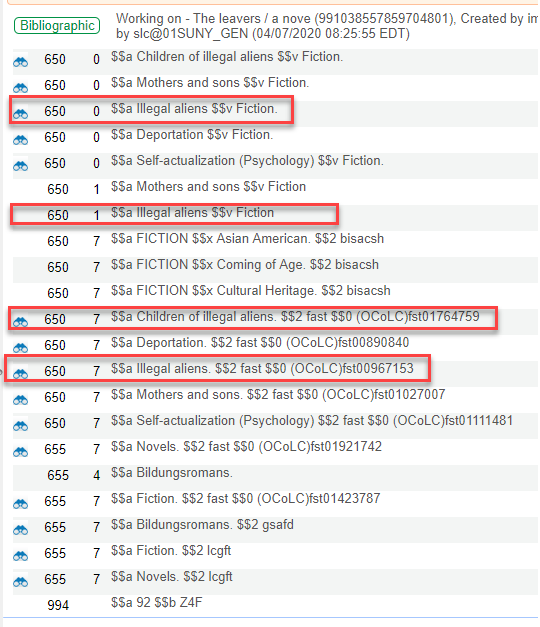 Bibliographic
Working on - The leavers / a nove (991038557859704801), Created by im
by slc@01SUNY_GEN (04/07/2020 08:25:55 EDT)
650 0 $$a Children of illegal aliens $$v Fiction.
650 0 $$a Mothers and sons $$v Fiction.
650 0 $$a Illegal aliens $$v Fiction.
650 0 $$a Deportation $$v Fiction.
650 0 $$a Self-actualization (Psychology) $$v Fiction.
650 1 $$a Mothers and sons $$v Fiction
650 1 $$a Illegal aliens $$v Fiction
650 7 $$a FICTION $$x Asian American. $$2 bisacsh
650 7 $$a FICTION $$x Coming of Age. $$2 bisacsh
650 7 $$a FICTION $$x Cultural Heritage. $$2 bisacsh
650 7 $$a Children of illegal aliens. $$2 fast $$0 (OCoLC)fst01764759
650 7 $$a Deportation. $$2 fast $$0 (OCoLC)fst00890840
650 7 $$a Illegal aliens. $$2 fast $$0 (OCoLC)fst00967153
650 7 $$a Mothers and sons. $$2 fast $$0 (OCoLC)fst01027007
650 7 $$a Self-actualization (Psychology) $$2 fast $$0 (OCoLC)fst01111481
655 7 $$a Novels. $$2 fast $$0 (OCoLC)fst01921742
655 4 $$a Bildungsromans.
655 7 $$a Fiction. $$2 fast $$0 (OCoLC)fst01423787
655 7 $$a Bildungsromans. $$2 gsafd
655 7 $$a Fiction. $$2 lcgft
655 7 $$a Novels. $$2 lcgft
994 $$a 92 $$b Z4F